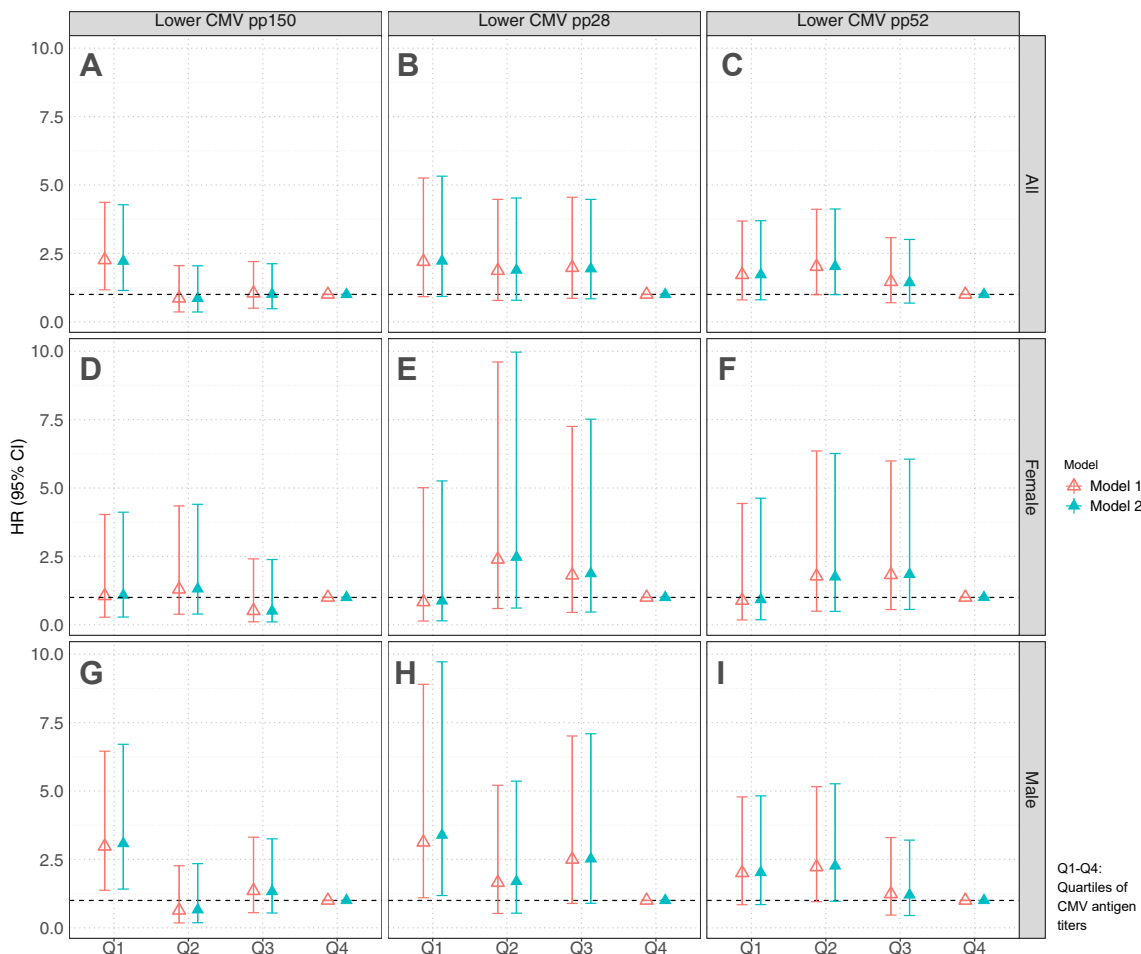 Lower CMV pp150 Lower CMV pp28 Lower CMV pp52
A B C
10.0
7.5
5.0
2.5
0.0
All
D E F
10.0
7.5
5.0
2.5
0.0
Female
G H I
10.0
7.5
5.0
2.5
0.0
Male
HR (95% CI)
Q1 Q2 Q3 Q4 Q1 Q2 Q3 Q4 Q1 Q2 Q3 Q4
Model
Model 1
Model 2
Q1-Q4:
Quartiles of
CMV antigen
titers